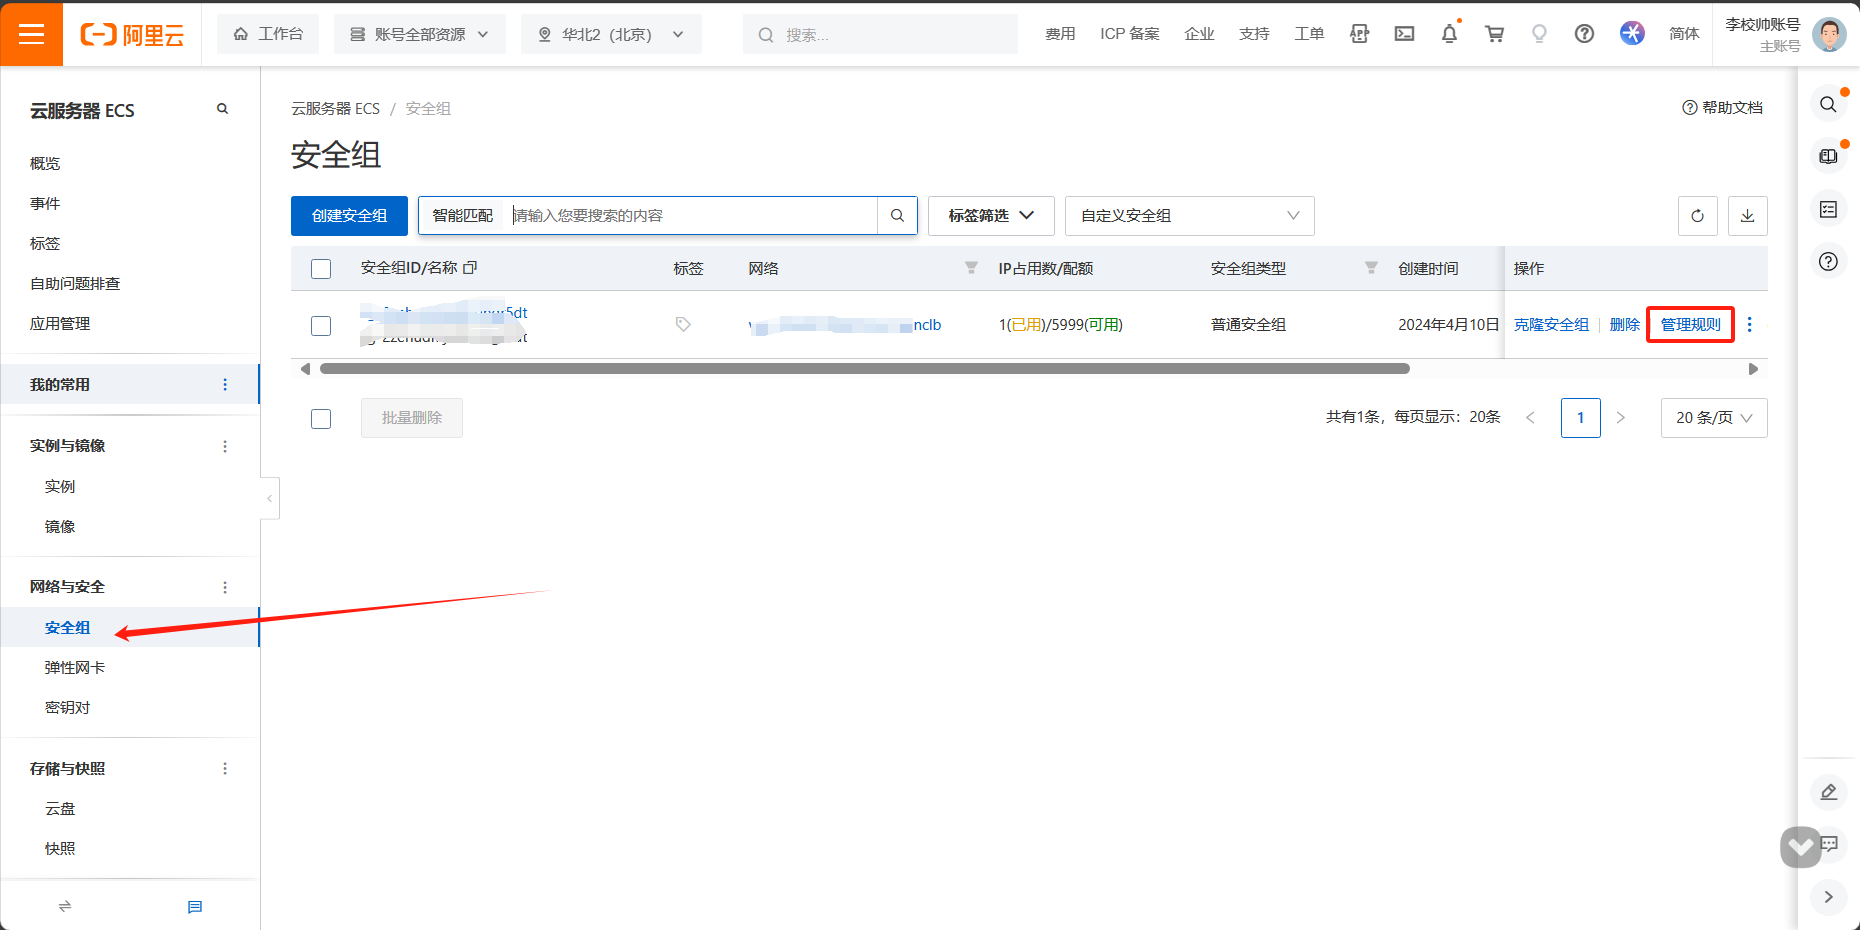 阿里云
工作台
账号全部资源
华北2（北京）
搜索...
费用
ICP 备案
企业
支持
工单
简体
李校帅账号
主账号
云服务器 ECS
概览
事件
标签
自助问题排查
应用管理
我的常用
实例与镜像
实例
镜像
网络与安全
安全组
弹性网卡
密钥对
存储与快照
云盘
快照
云服务器 ECS / 安全组
帮助文档
安全组
创建安全组
智能匹配
请输入您要搜索的内容
标签筛选
自定义安全组
安全组ID/名称
标签
网络
IP占用数/配额
安全组类型
创建时间
操作
nclb
1(已用)/5999(可用)
普通安全组
2024年4月10日
克隆安全组
删除
管理规则
批量删除
共有1条，每页显示：20条
1
20 条/页